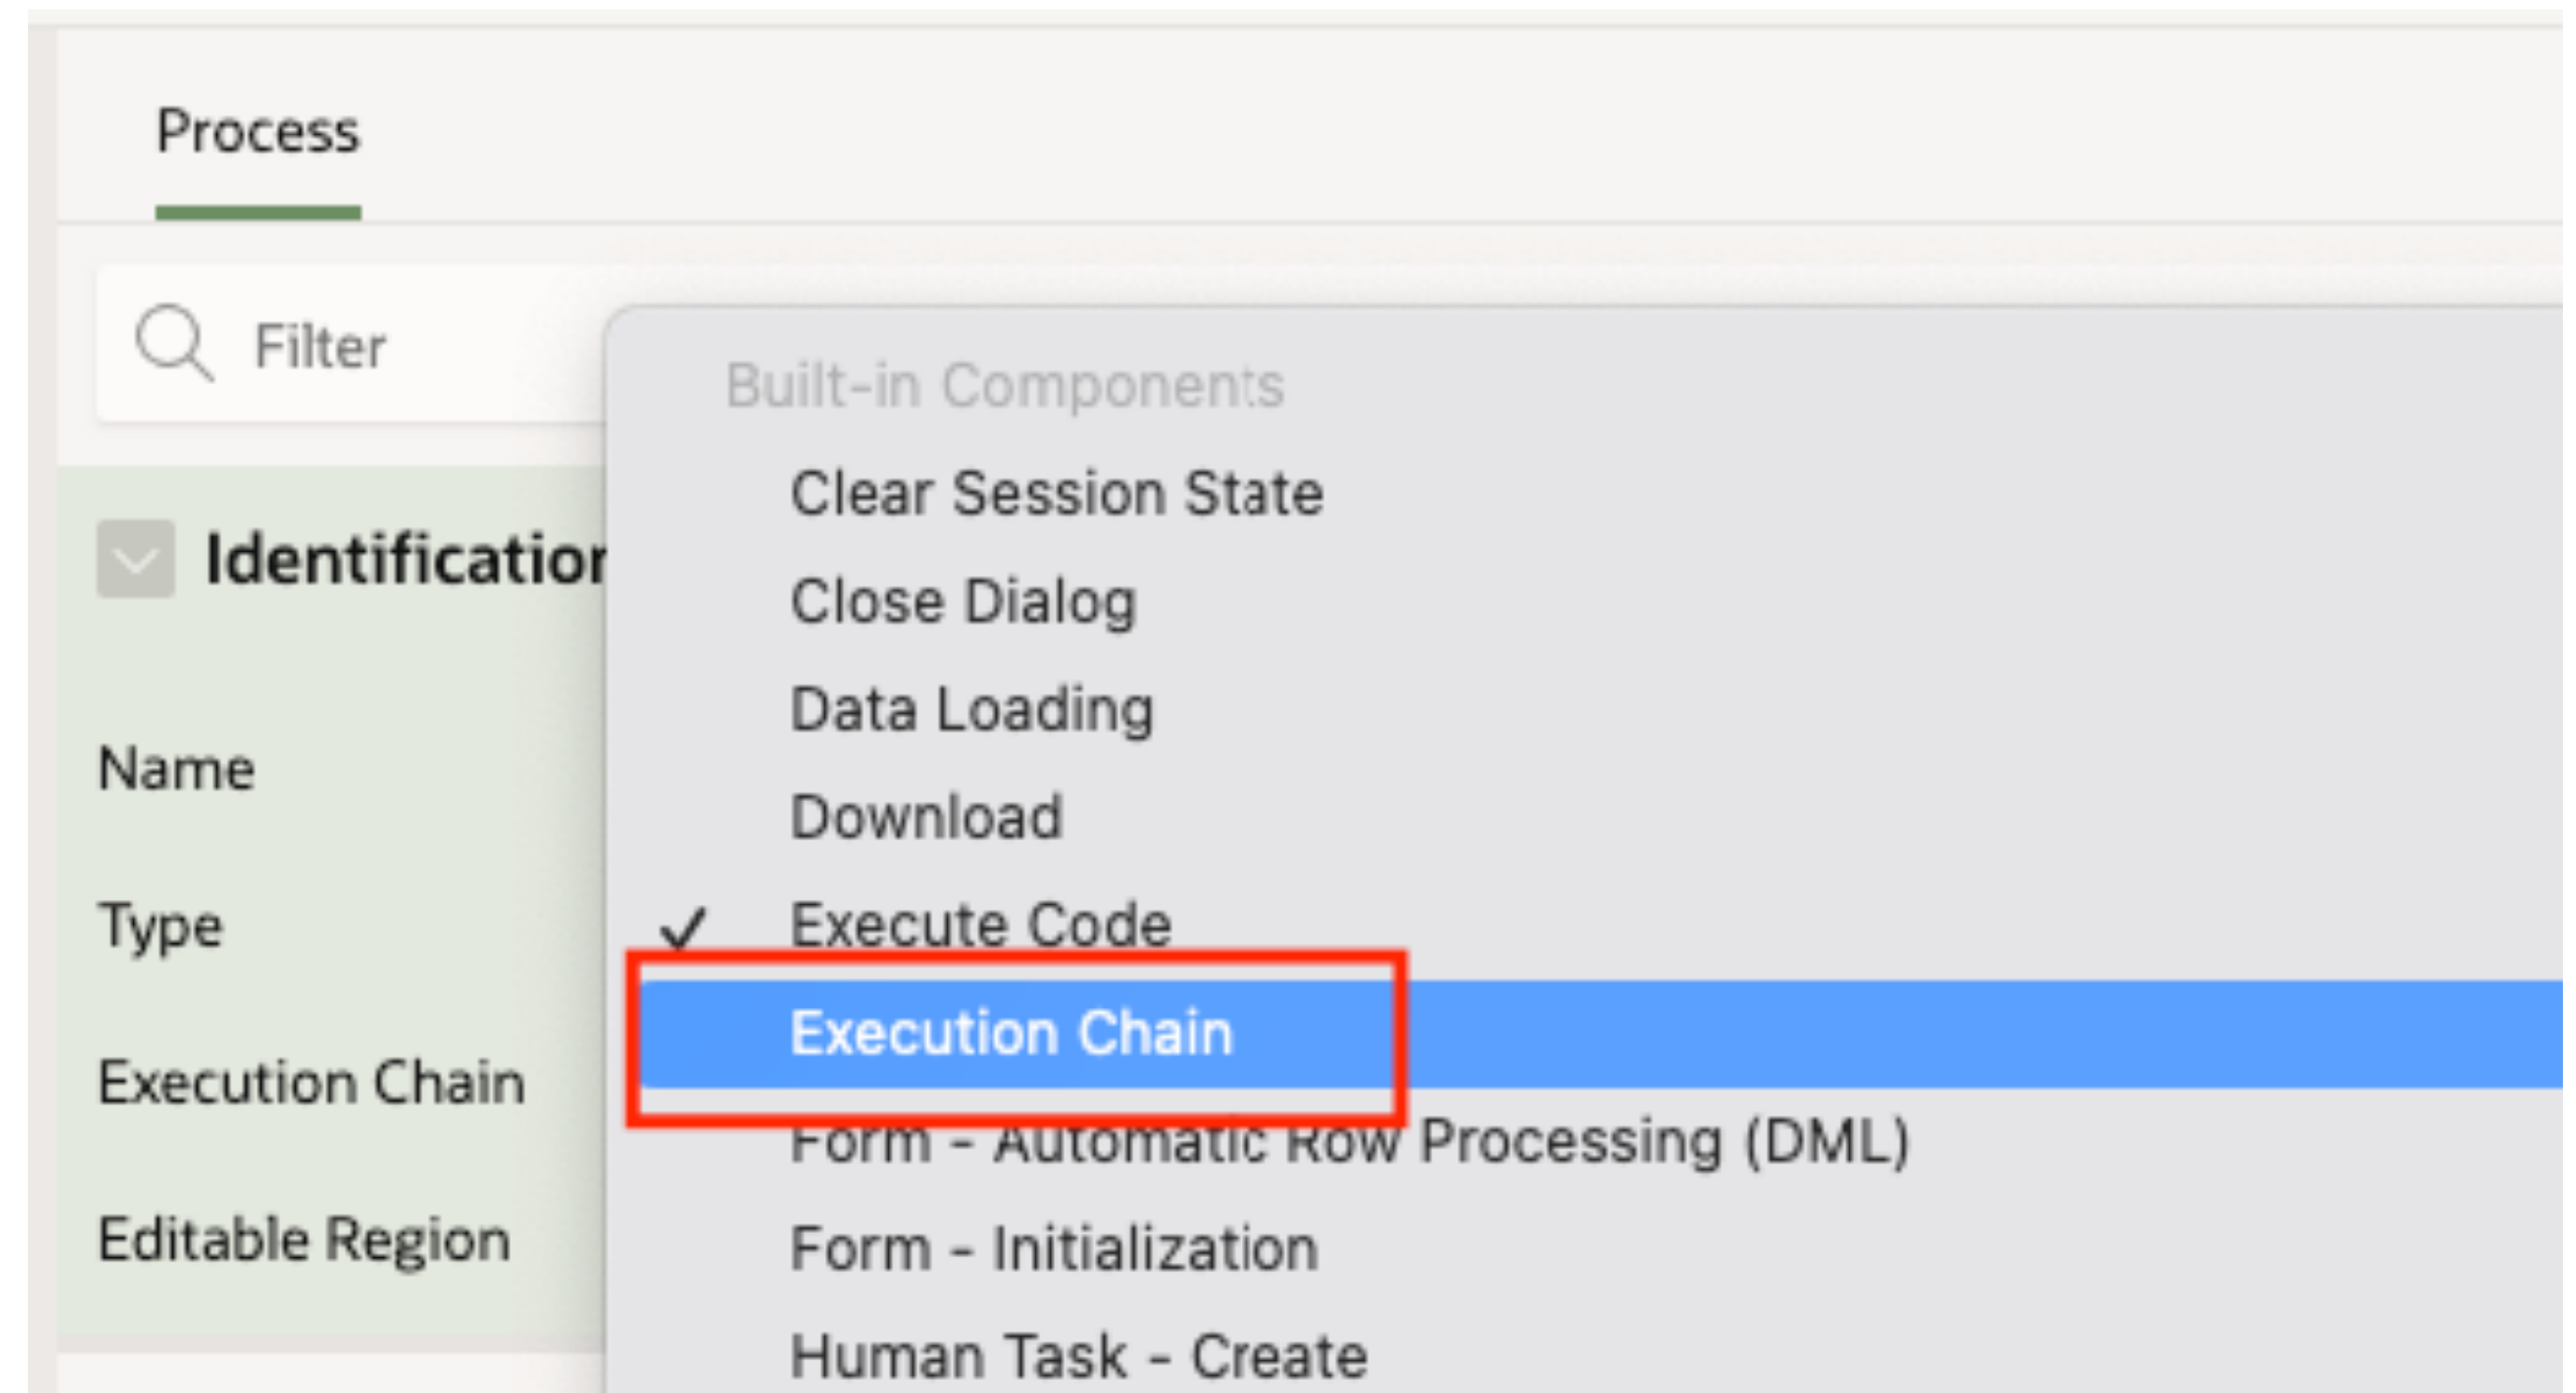 Process
Filter
Identification
Name
Type
Execution Chain
Editable Region
Built-in Components
Clear Session State
Close Dialog
Data Loading
Download
Execute Code
Execution Chain
Form - Automatic Row Processing (DML)
Form - Initialization
Human Task - Create